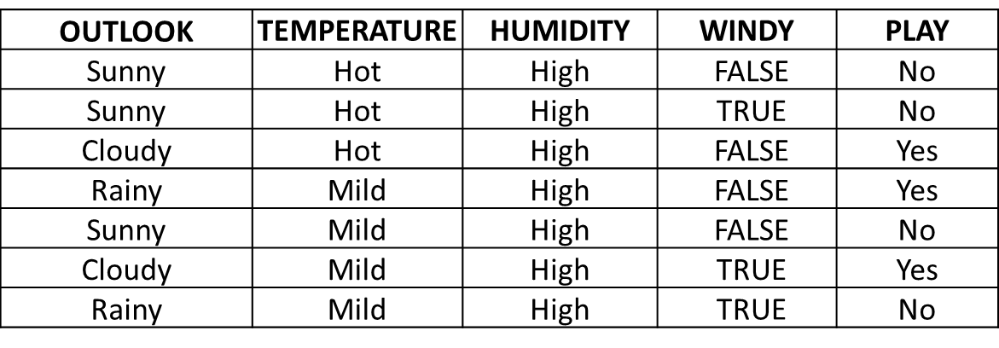 OUTLOOK TEMPERATURE HUMIDITY WINDY PLAY
Sunny Hot High FALSE No
Sunny Hot High TRUE No
Cloudy Hot High FALSE Yes
Rainy Mild High FALSE Yes
Sunny Mild High FALSE No
Cloudy Mild High TRUE Yes
Rainy Mild High TRUE No